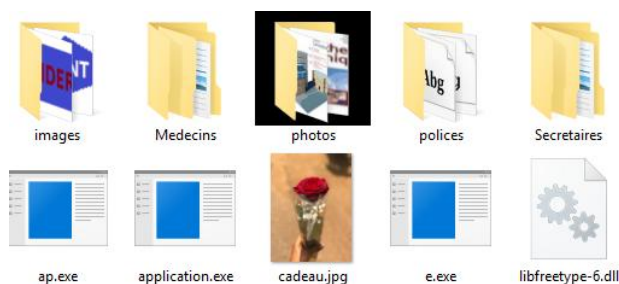 images Medecins photos polices Secretaires
ap.exe application.exe cadeau.jpg e.exe libfreetype-6.dll